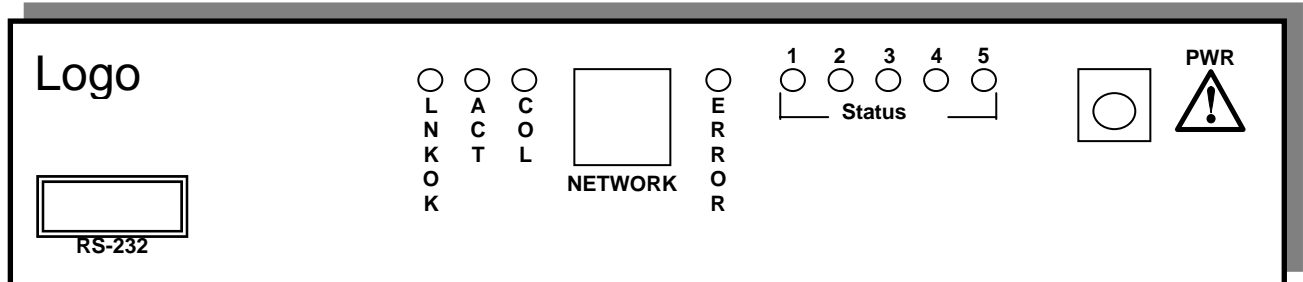 Logo
LNKOK
ACT
COL
NETWORK
ERROR
1 2 3 4 5
Status
PWR
!
RS-232